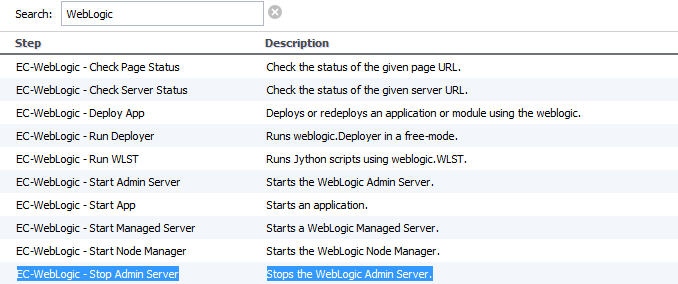 Search: WebLogic
Step Description
EC-WebLogic - Check Page Status Check the status of the given page URL.
EC-WebLogic - Check Server Status Check the status of the given server URL.
EC-WebLogic - Deploy App Deploys or redeploys an application or module using the weblogic.
EC-WebLogic - Run Deployer Runs weblogic.Deployer in a free-mode.
EC-WebLogic - Run WLST Runs Jython scripts using weblogic.WLST.
EC-WebLogic - Start Admin Server Starts the WebLogic Admin Server.
EC-WebLogic - Start App Starts an application.
EC-WebLogic - Start Managed Server Starts a WebLogic Managed Server.
EC-WebLogic - Start Node Manager Starts the WebLogic Node Manager.
EC-WebLogic - Stop Admin Server Stops the WebLogic Admin Server.